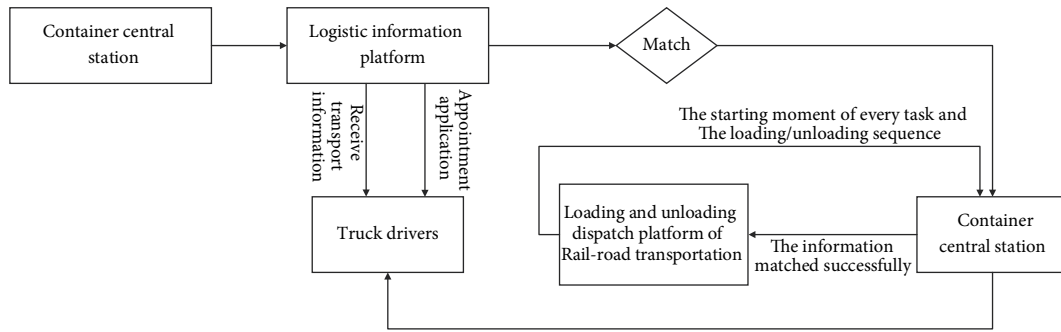 Container central
station
Logistic information
platform
Match
Receive
transport
information
Appointment
application
The starting moment of every task and
The loading/unloading sequence
Truck drivers
Loading and unloading
dispatch platform of
Rail-road transportation
The information
matched successfully
Container
central station